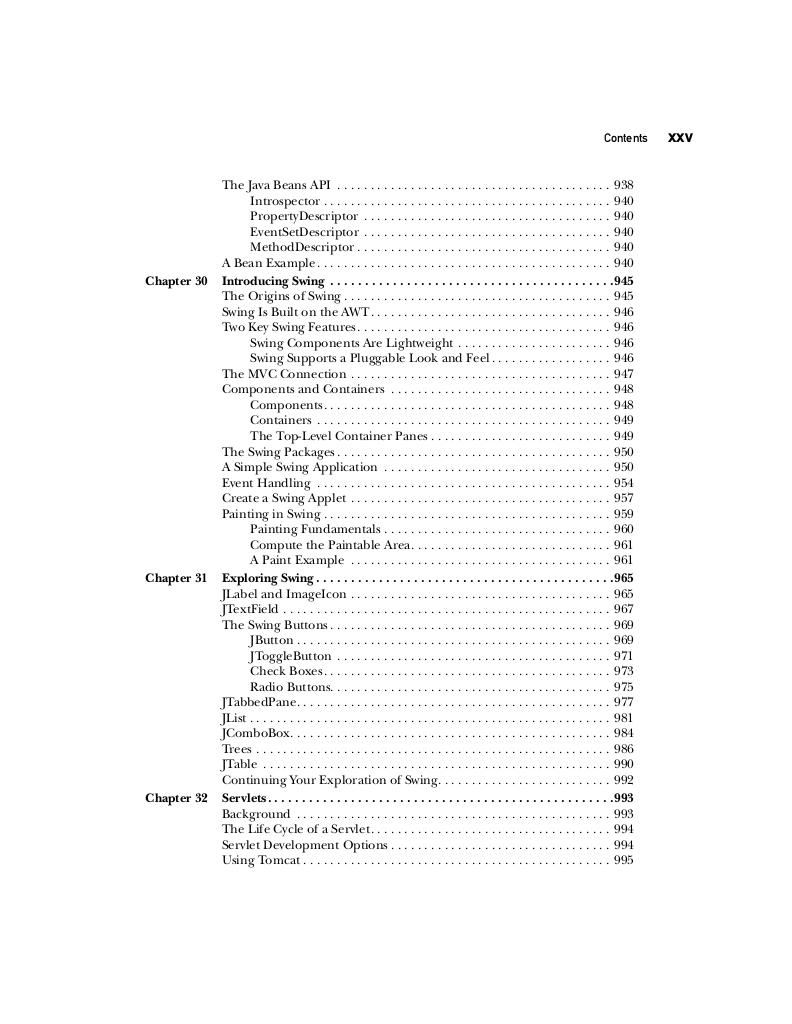 Contents XXV
The Java Beans API . . . . . . . . . . . . . . . . . . . . . . . . . . . . . . . . . . . . . . . . . 938
Introspector . . . . . . . . . . . . . . . . . . . . . . . . . . . . . . . . . . . . . . . . . . . 940
PropertyDescriptor . . . . . . . . . . . . . . . . . . . . . . . . . . . . . . . . . . . . . 940
EventSetDescriptor . . . . . . . . . . . . . . . . . . . . . . . . . . . . . . . . . . . . . 940
MethodDescriptor . . . . . . . . . . . . . . . . . . . . . . . . . . . . . . . . . . . . . . 940
A Bean Example . . . . . . . . . . . . . . . . . . . . . . . . . . . . . . . . . . . . . . . . . . . . 940
Chapter 30 Introducing Swing . . . . . . . . . . . . . . . . . . . . . . . . . . . . . . . . . . . . . . . . . .945
The Origins of Swing . . . . . . . . . . . . . . . . . . . . . . . . . . . . . . . . . . . . . . . . 945
Swing Is Built on the AWT . . . . . . . . . . . . . . . . . . . . . . . . . . . . . . . . . . . . 946
Two Key Swing Features . . . . . . . . . . . . . . . . . . . . . . . . . . . . . . . . . . . . . . 946
Swing Components Are Lightweight . . . . . . . . . . . . . . . . . . . . . . . 946
Swing Supports a Pluggable Look and Feel . . . . . . . . . . . . . . . . . . 946
The MVC Connection . . . . . . . . . . . . . . . . . . . . . . . . . . . . . . . . . . . . . . . 947
Components and Containers . . . . . . . . . . . . . . . . . . . . . . . . . . . . . . . . . 948
Components . . . . . . . . . . . . . . . . . . . . . . . . . . . . . . . . . . . . . . . . . . . 948
Containers . . . . . . . . . . . . . . . . . . . . . . . . . . . . . . . . . . . . . . . . . . . . 949
The Top-Level Container Panes . . . . . . . . . . . . . . . . . . . . . . . . . . . 949
The Swing Packages . . . . . . . . . . . . . . . . . . . . . . . . . . . . . . . . . . . . . . . . . 950
A Simple Swing Application . . . . . . . . . . . . . . . . . . . . . . . . . . . . . . . . . . 950
Event Handling . . . . . . . . . . . . . . . . . . . . . . . . . . . . . . . . . . . . . . . . . . . . 954
Create a Swing Applet . . . . . . . . . . . . . . . . . . . . . . . . . . . . . . . . . . . . . . . 957
Painting in Swing . . . . . . . . . . . . . . . . . . . . . . . . . . . . . . . . . . . . . . . . . . . 959
Painting Fundamentals . . . . . . . . . . . . . . . . . . . . . . . . . . . . . . . . . . 960
Compute the Paintable Area . . . . . . . . . . . . . . . . . . . . . . . . . . . . . . 961
A Paint Example . . . . . . . . . . . . . . . . . . . . . . . . . . . . . . . . . . . . . . . 961
Chapter 31 Exploring Swing . . . . . . . . . . . . . . . . . . . . . . . . . . . . . . . . . . . . . . . . . . . .965
JLabel and ImageIcon . . . . . . . . . . . . . . . . . . . . . . . . . . . . . . . . . . . . . . . 965
JTextField . . . . . . . . . . . . . . . . . . . . . . . . . . . . . . . . . . . . . . . . . . . . . . . . . 967
The Swing Buttons . . . . . . . . . . . . . . . . . . . . . . . . . . . . . . . . . . . . . . . . . . 969
JButton . . . . . . . . . . . . . . . . . . . . . . . . . . . . . . . . . . . . . . . . . . . . . . . 969
JToggleButton . . . . . . . . . . . . . . . . . . . . . . . . . . . . . . . . . . . . . . . . . 971
Check Boxes . . . . . . . . . . . . . . . . . . . . . . . . . . . . . . . . . . . . . . . . . . . 973
Radio Buttons . . . . . . . . . . . . . . . . . . . . . . . . . . . . . . . . . . . . . . . . . . 975
JTabbedPane . . . . . . . . . . . . . . . . . . . . . . . . . . . . . . . . . . . . . . . . . . . . . . . 977
JList . . . . . . . . . . . . . . . . . . . . . . . . . . . . . . . . . . . . . . . . . . . . . . . . . . . . . . 981
JComboBox . . . . . . . . . . . . . . . . . . . . . . . . . . . . . . . . . . . . . . . . . . . . . . . . 984
Trees . . . . . . . . . . . . . . . . . . . . . . . . . . . . . . . . . . . . . . . . . . . . . . . . . . . . . 986
JTable . . . . . . . . . . . . . . . . . . . . . . . . . . . . . . . . . . . . . . . . . . . . . . . . . . . . 990
Continuing Your Exploration of Swing . . . . . . . . . . . . . . . . . . . . . . . . . . 992
Chapter 32 Servlets . . . . . . . . . . . . . . . . . . . . . . . . . . . . . . . . . . . . . . . . . . . . . . . . . . .993
Background . . . . . . . . . . . . . . . . . . . . . . . . . . . . . . . . . . . . . . . . . . . . . . . 993
The Life Cycle of a Servlet . . . . . . . . . . . . . . . . . . . . . . . . . . . . . . . . . . . . 994
Servlet Development Options . . . . . . . . . . . . . . . . . . . . . . . . . . . . . . . . . 994
Using Tomcat . . . . . . . . . . . . . . . . . . . . . . . . . . . . . . . . . . . . . . . . . . . . . . 995